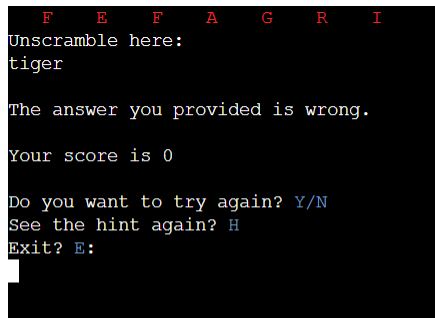 F E F A G R I
Unscramble here:
tiger
The answer you provided is wrong.
Your score is 0
Do you want to try again? Y/N
See the hint again? H
Exit? E: